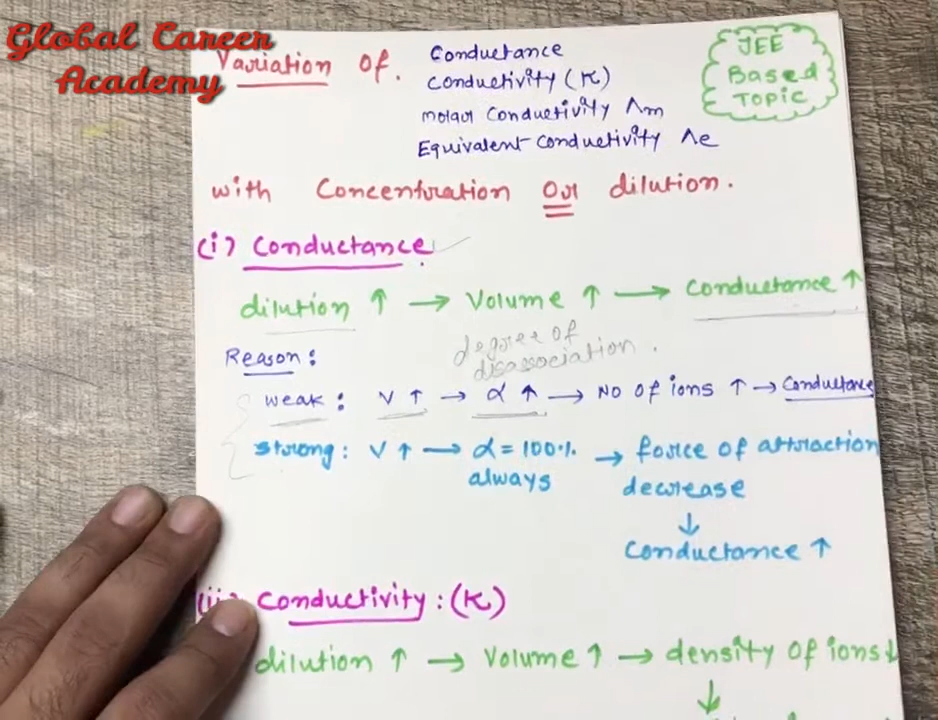 Global Career
Academy
Variation of. Conductance
Conductivity (K)
molar Conductivity Λm
Equivalent conductivity Λe
JEE
Based
TOPIC
with Concentration Or dilution.
(i) Conductance
dilution ↑ → Volume ↑ → Conductance ↑
Reason:
degree of
disassociation.
weak: V ↑ → α ↑ → No of ions ↑ → Conductance
strong: V ↑ → α = 100% → force of attraction
always decrease
↓
Conductance ↑
(ii) Conductivity: (K)
dilution ↑ → Volume ↑ → density of ions ↓
↓